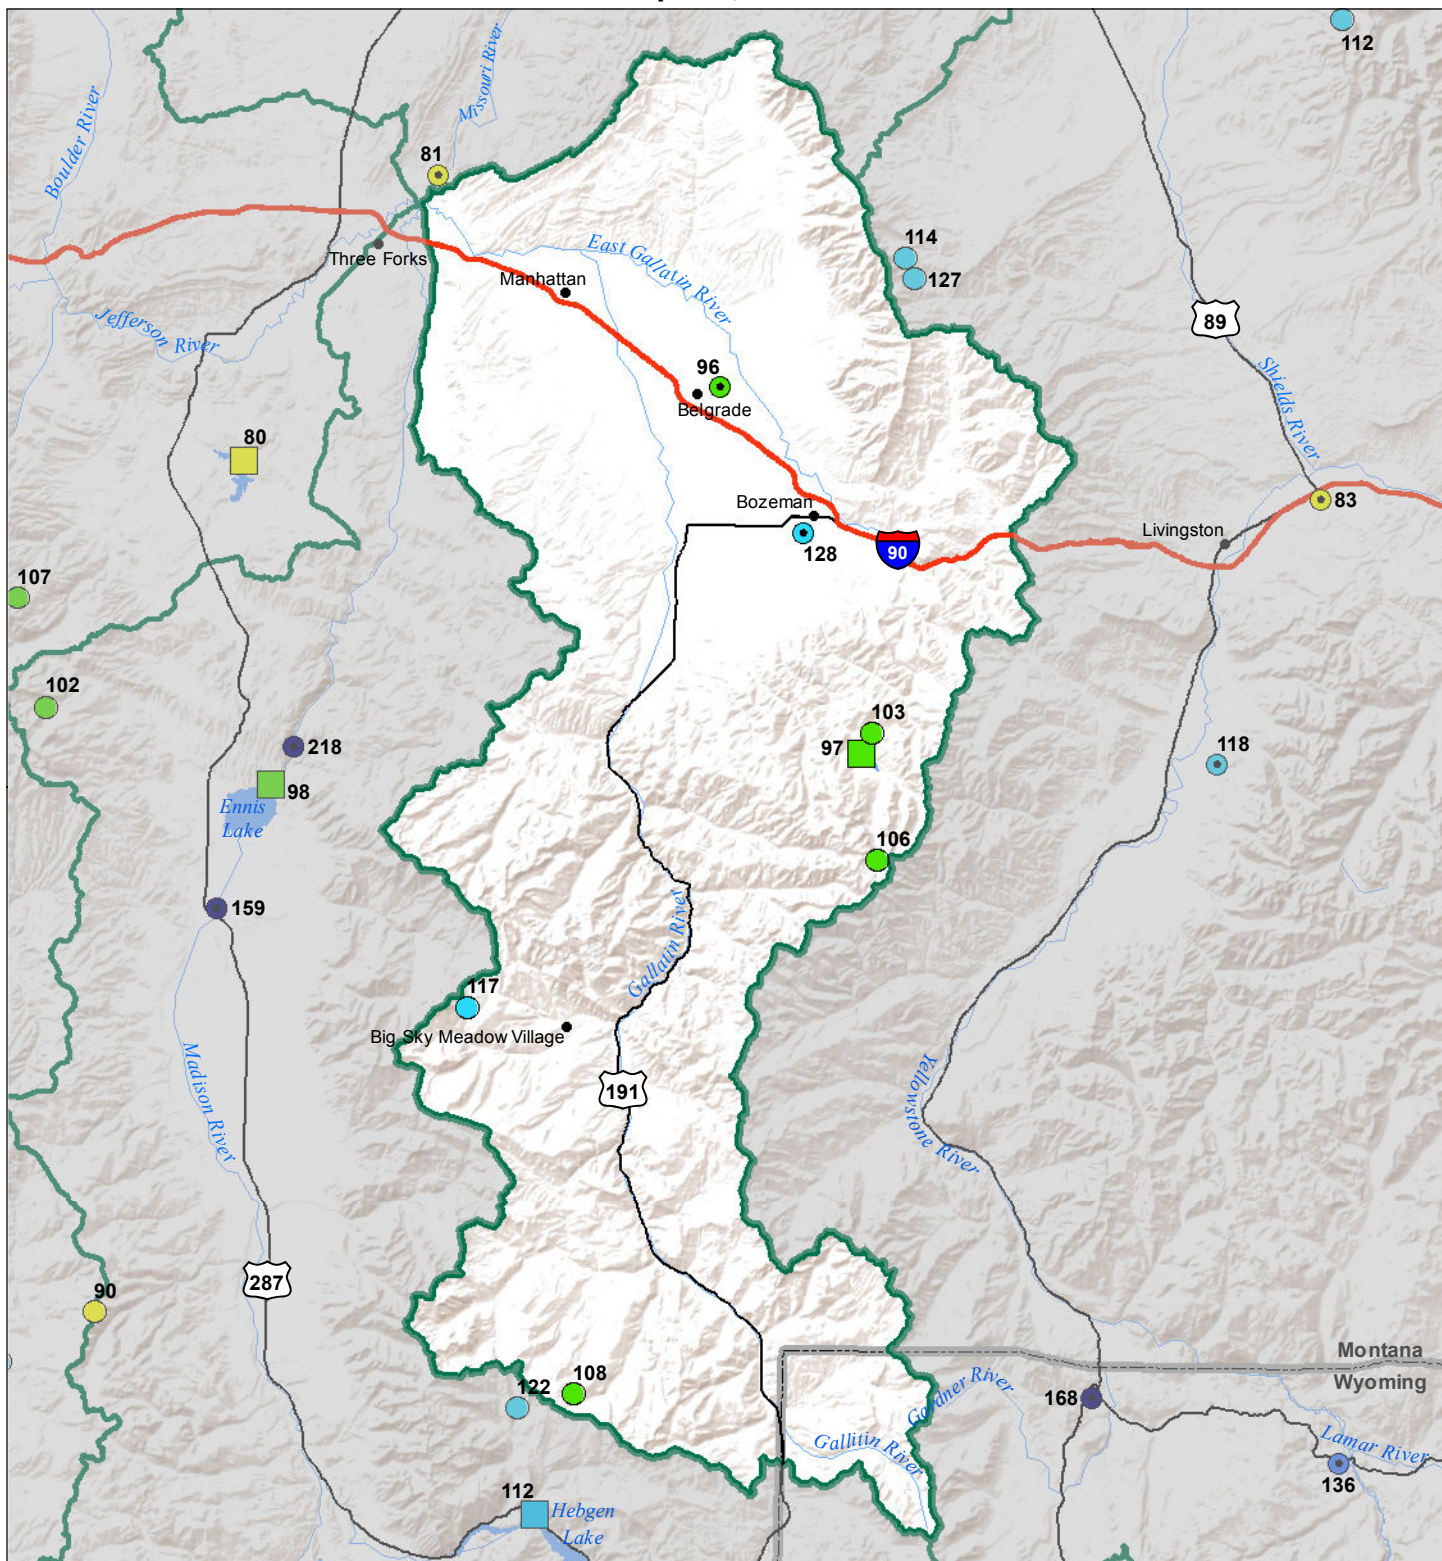 112
Missouri River
Boulder River
81
114
East Gallatin River
Three Forks
127
Manhattan
89
Jefferson River
Shields River
96
Belgrade
80
Bozeman
83
128
90
Livingston
107
102
103
218
97
118
98
Ennis
Lake
106
159
Gallatin River
117
Big Sky Meadow Village
Madison River
Yellowstone River
191
287
90
Montana
Wyoming
122
108
Gardner River
168
Gallitin River
Lamar River
136
112
Hebgen
Lake